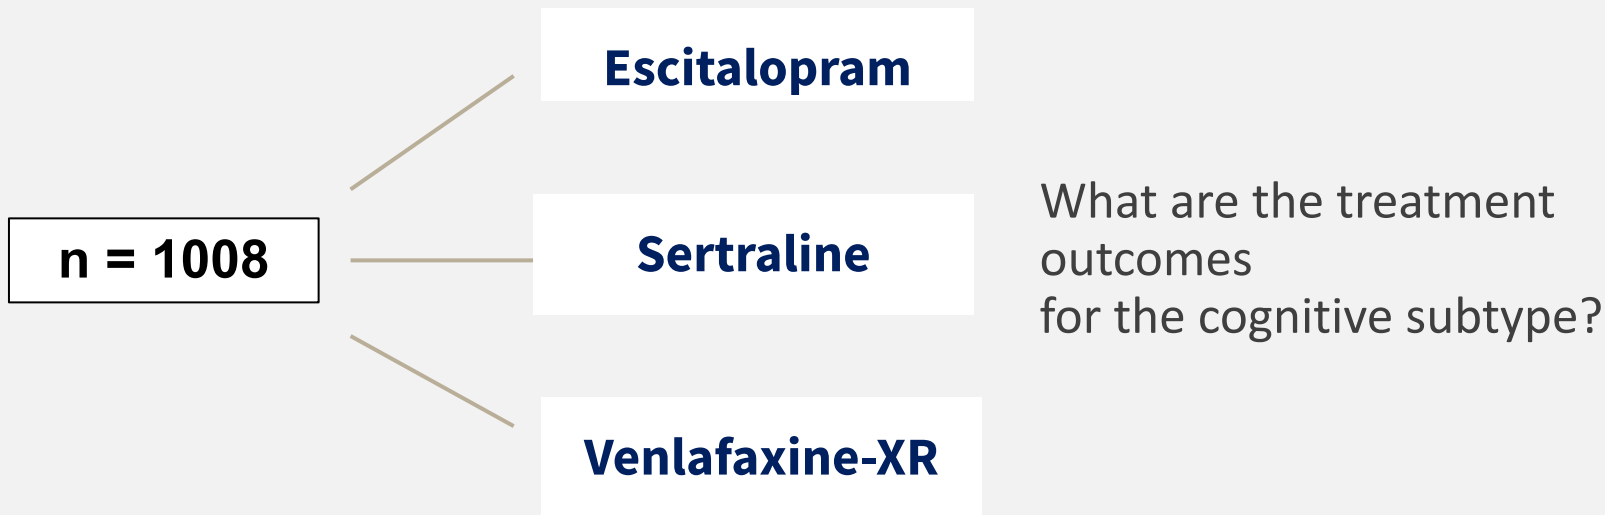 Escitalopram
n = 1008
Sertraline
Venlafaxine-XR
What are the treatment
outcomes
for the cognitive subtype?